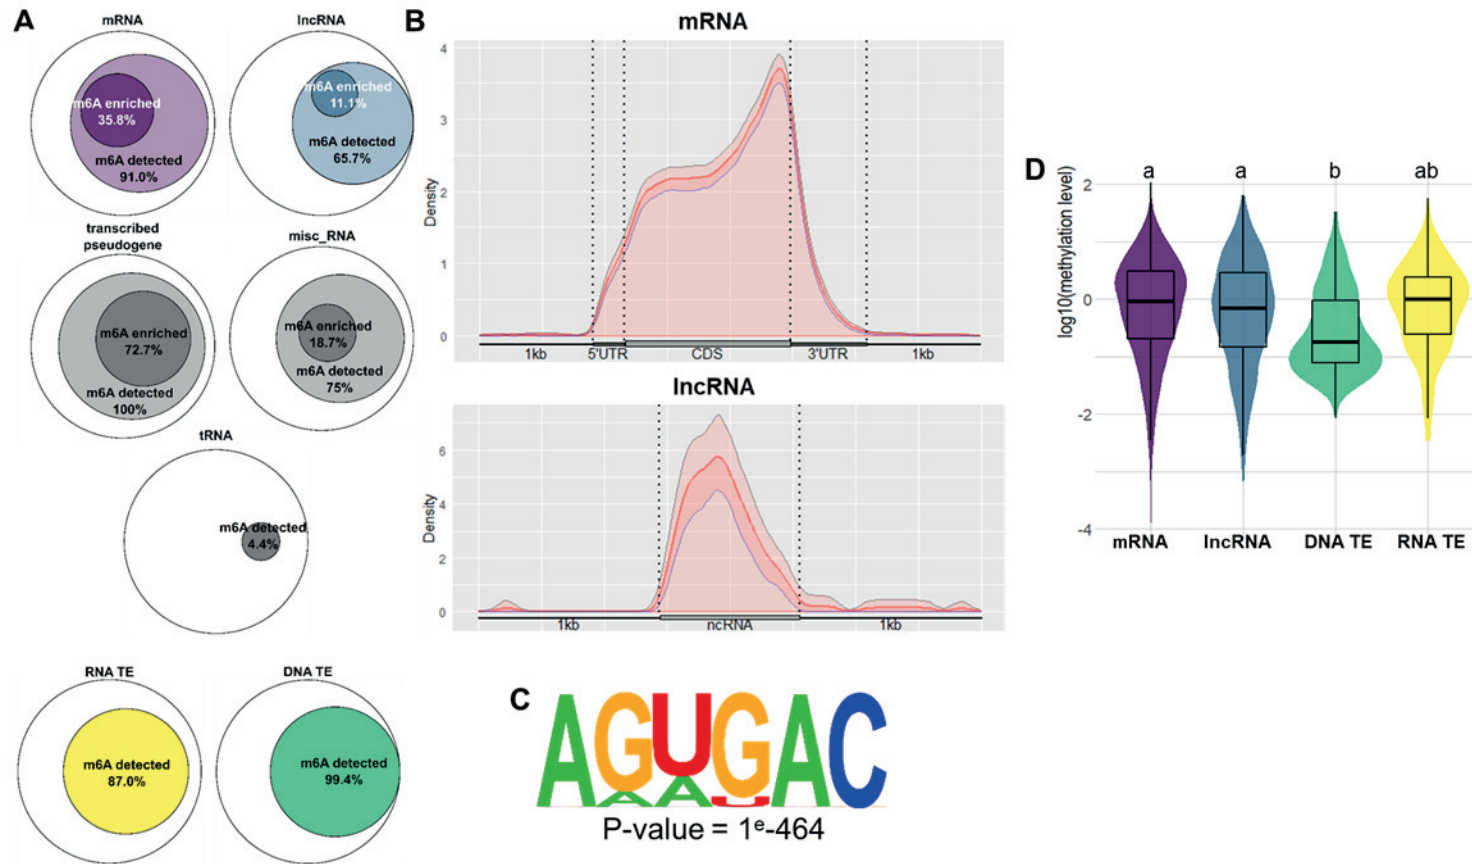 A
mRNA
m6A enriched
35.8%
m6A detected
91.0%
lncRNA
m6A enriched
11.1%
m6A detected
65.7%
transcribed
pseudogene
m6A enriched
72.7%
m6A detected
100%
misc_RNA
m6A enriched
18.7%
m6A detected
75%
tRNA
m6A detected
4.4%
RNA TE
m6A detected
87.0%
DNA TE
m6A detected
99.4%
B
mRNA
Density
4
3
2
1
0
1kb 5'UTR CDS 3'UTR 1kb
lncRNA
Density
6
4
2
0
1kb ncRNA 1kb
C
AGUGAC
A A U
P-value = 1e-464
D
a a b ab
log10(methylation level)
2
0
-2
-4
mRNA lncRNA DNA TE RNA TE